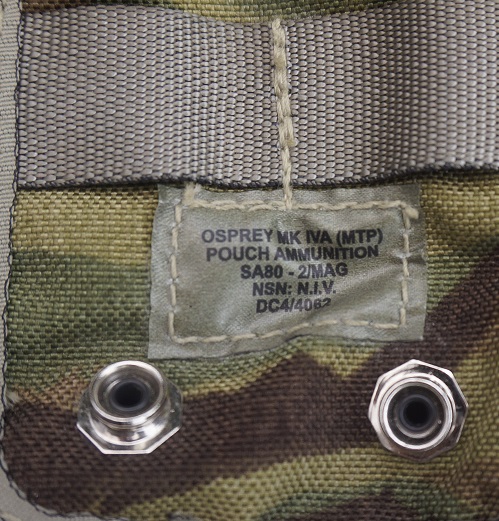 OSPREY MK IVA (MTP)
POUCH AMMUNITION
SA80 - 2/MAG
NSN: N.I.V.
DC4/4062